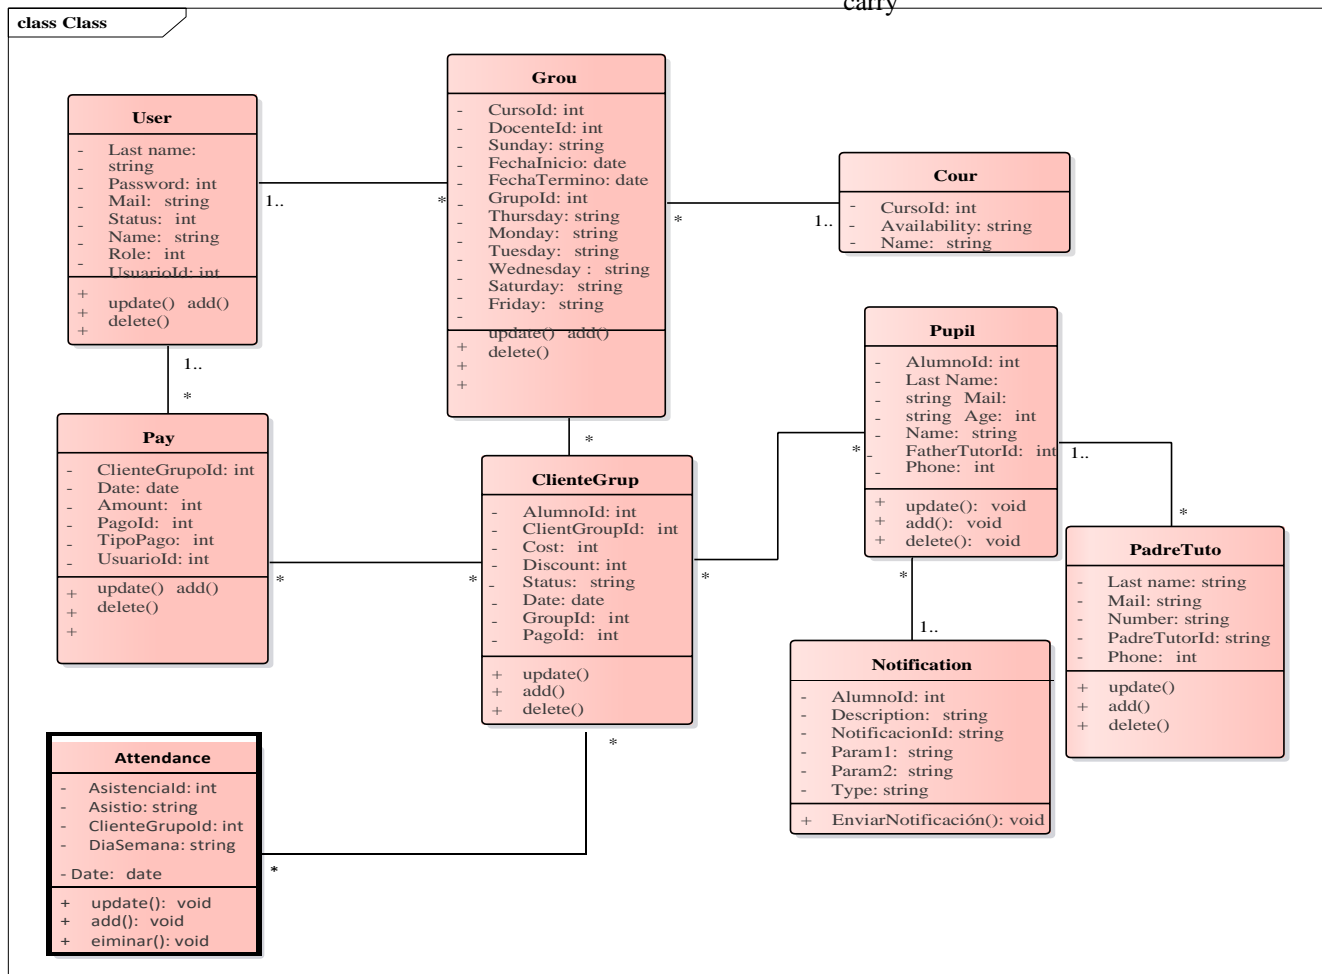 carry
class Class
User
- Last name:
- string
- Password: int
- Mail: string
- Status: int
- Name: string
- Role: int
- UsuarioId: int
+
+ update() add()
+ delete()
1..
*
Grou
- CursoId: int
- DocenteId: int
- Sunday: string
- FechaInicio: date
- FechaTermino: date
- GrupoId: int
- Thursday: string
- Monday: string
- Tuesday: string
- Wednesday : string
- Saturday: string
- Friday: string
-
update() add()
+ delete()
+
+
*
1..
Cour
- CursoId: int
- Availability: string
- Name: string
1..
*
Pay
- ClienteGrupoId: int
- Date: date
- Amount: int
- PagoId: int
- TipoPago: int
- UsuarioId: int
+ update() add()
+ delete()
+
*
*
*
ClienteGrup
- AlumnoId: int
- ClientGroupId: int
- Cost: int
- Discount: int
- Status: string
- Date: date
- GroupId: int
- PagoId: int
+ update()
+ add()
+ delete()
*
*
Pupil
- AlumnoId: int
- Last Name:
- string Mail:
- string Age: int
- Name: string
- FatherTutorId: int
- Phone: int
+ update(): void
+ add(): void
+ delete(): void
1..
*
PadreTuto
- Last name: string
- Mail: string
- Number: string
- PadreTutorId: string
- Phone: int
+ update()
+ add()
+ delete()
*
1..
Notification
- AlumnoId: int
- Description: string
- NotificacionId: string
- Param1: string
- Param2: string
- Type: string
+ EnviarNotificación(): void
*
*
Attendance
- AsistenciaId: int
- Asistio: string
- ClienteGrupoId: int
- DiaSemana: string
- Date: date
+ update(): void
+ add(): void
+ eiminar(): void